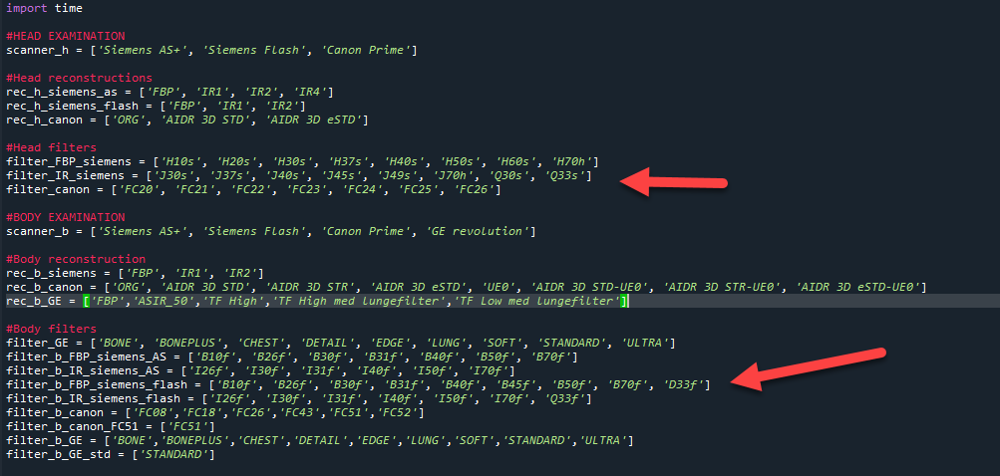 import time
#HEAD EXAMINATION
scanner_h = ['Siemens AS+', 'Siemens Flash', 'Canon Prime']
#Head reconstructions
rec_h_siemens_as = ['FBP', 'IR1', 'IR2', 'IR4']
rec_h_siemens_flash = ['FBP', 'IR1', 'IR2']
rec_h_canon = ['ORG', 'AIDR 3D STD', 'AIDR 3D eSTD']
#Head filters
filter_FBP_siemens = ['H10s', 'H20s', 'H30s', 'H37s', 'H40s', 'H50s', 'H60s', 'H70h']
filter_IR_siemens = ['J30s', 'J37s', 'J40s', 'J45s', 'J49s', 'J70h', 'Q30s', 'Q33s']
filter_canon = ['FC20', 'FC21', 'FC22', 'FC23', 'FC24', 'FC25', 'FC26']
#BODY EXAMINATION
scanner_b = ['Siemens AS+', 'Siemens Flash', 'Canon Prime', 'GE revolution']
#Body reconstruction
rec_b_siemens = ['FBP', 'IR1', 'IR2']
rec_b_canon = ['ORG', 'AIDR 3D STD', 'AIDR 3D STR', 'AIDR 3D eSTD', 'UE0', 'AIDR 3D STD-UE0', 'AIDR 3D STR-UE0', 'AIDR 3D eSTD-UE0']
rec_b_GE = ['FBP','ASIR_50','TF High','TF High med lungefilter','TF Low med lungefilter']
#Body filters
filter_GE = ['BONE', 'BONEPLUS', 'CHEST', 'DETAIL', 'EDGE', 'LUNG', 'SOFT', 'STANDARD', 'ULTRA']
filter_b_FBP_siemens_AS = ['B10f', 'B26f', 'B30f', 'B31f', 'B40f', 'B50f', 'B70f']
filter_b_IR_siemens_AS = ['I26f', 'I30f', 'I31f', 'I40f', 'I50f', 'I70f']
filter_b_FBP_siemens_flash = ['B10f', 'B26f', 'B30f', 'B31f', 'B40f', 'B45f', 'B50f', 'B70f', 'D33f']
filter_b_IR_siemens_flash = ['I26f', 'I30f', 'I31f', 'I40f', 'I50f', 'I70f', 'Q33f']
filter_b_canon = ['FC08','FC18','FC26','FC43','FC51','FC52']
filter_b_canon_FC51 = ['FC51']
filter_b_GE = ['BONE','BONEPLUS','CHEST','DETAIL','EDGE','LUNG','SOFT','STANDARD','ULTRA']
filter_b_GE_std = ['STANDARD']